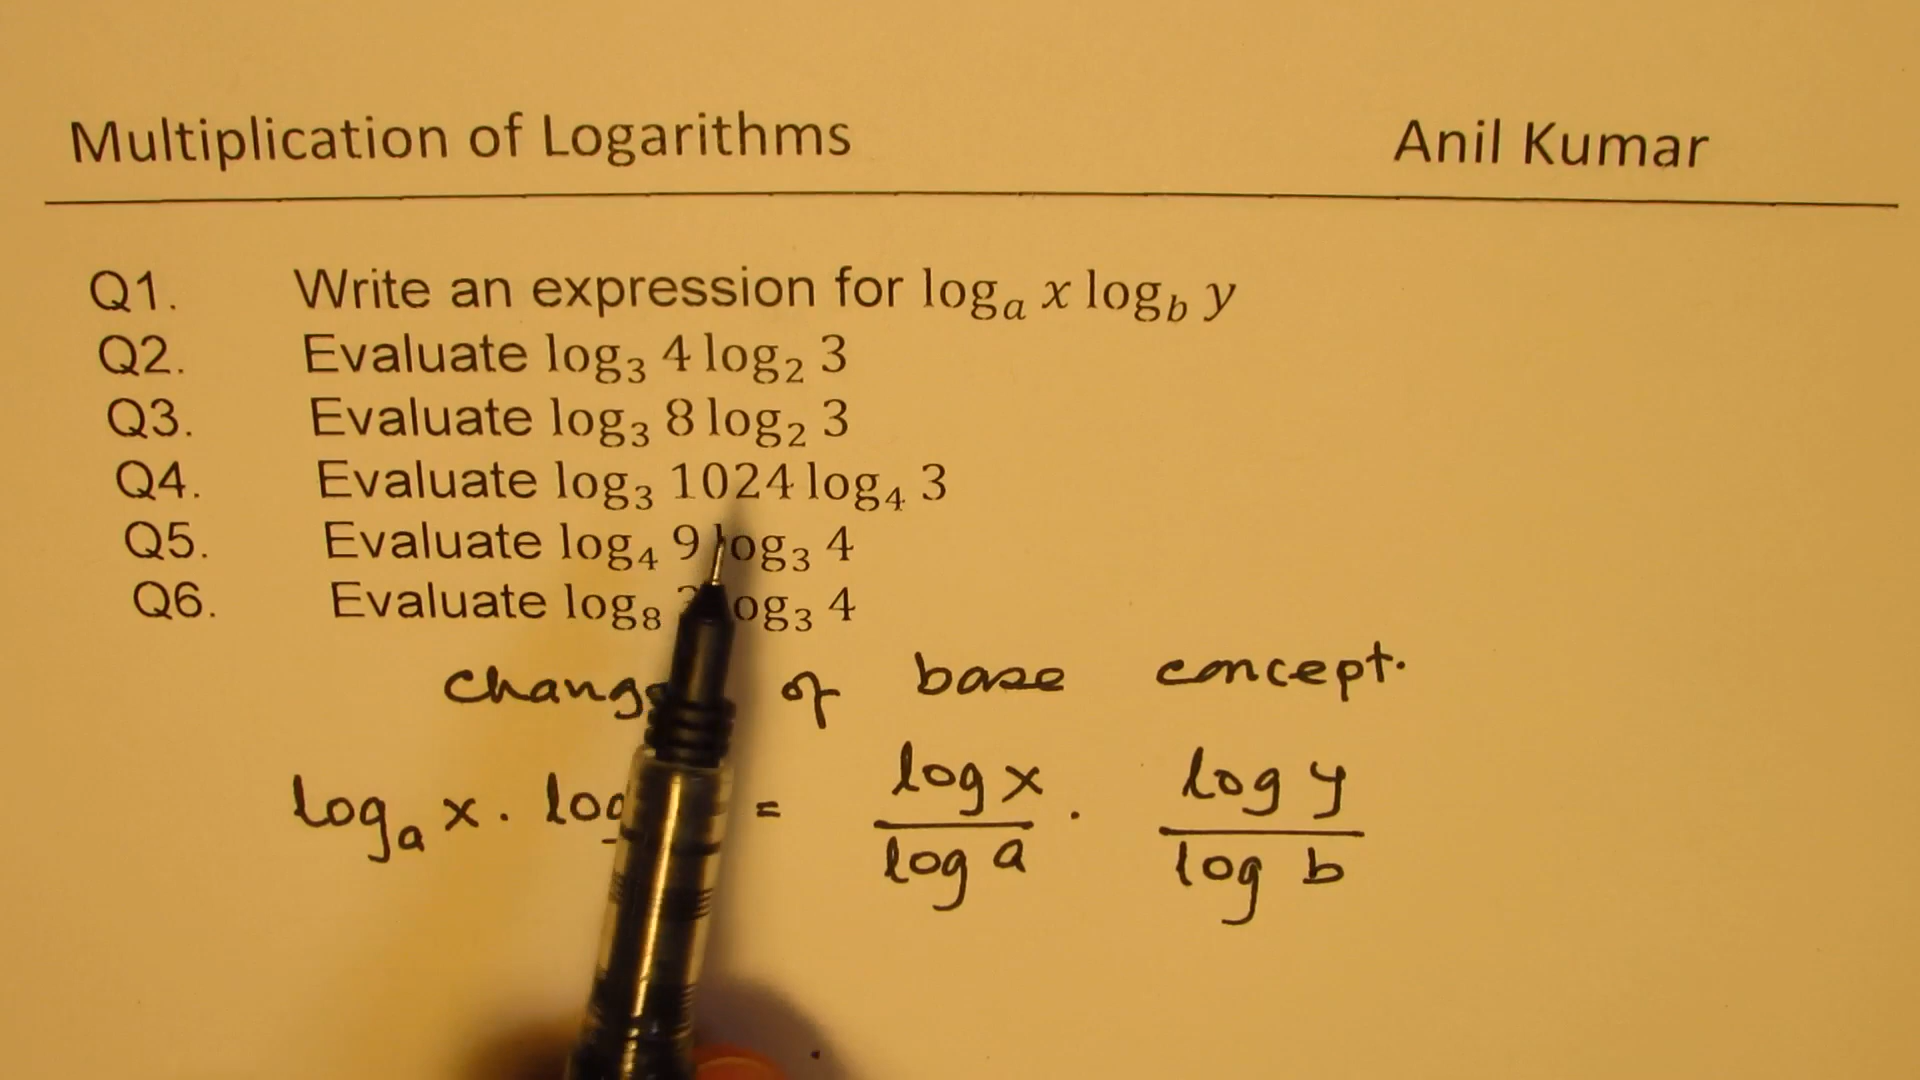 Multiplication of Logarithms Anil Kumar
Q1. Write an expression for logₐ x log_b y
Q2. Evaluate log₃ 4 log₂ 3
Q3. Evaluate log₃ 8 log₂ 3
Q4. Evaluate log₃ 1024 log₄ 3
Q5. Evaluate log₄ 9 log₃ 4
Q6. Evaluate log₈ log₃ 4
of base concept.
logₐ x . log = log x / log a . log y / log b